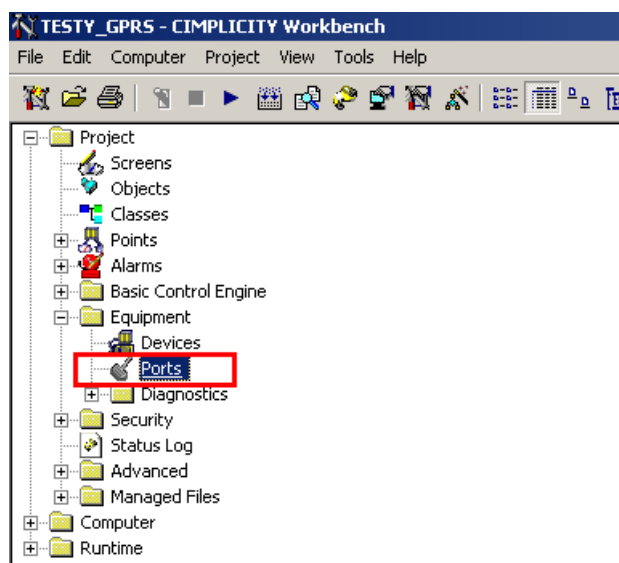 TESTY_GPRS - CIMPLICITY Workbench
File Edit Computer Project View Tools Help
Project
Screens
Objects
Classes
Points
Alarms
Basic Control Engine
Equipment
Devices
Ports
Diagnostics
Security
Status Log
Advanced
Managed Files
Computer
Runtime